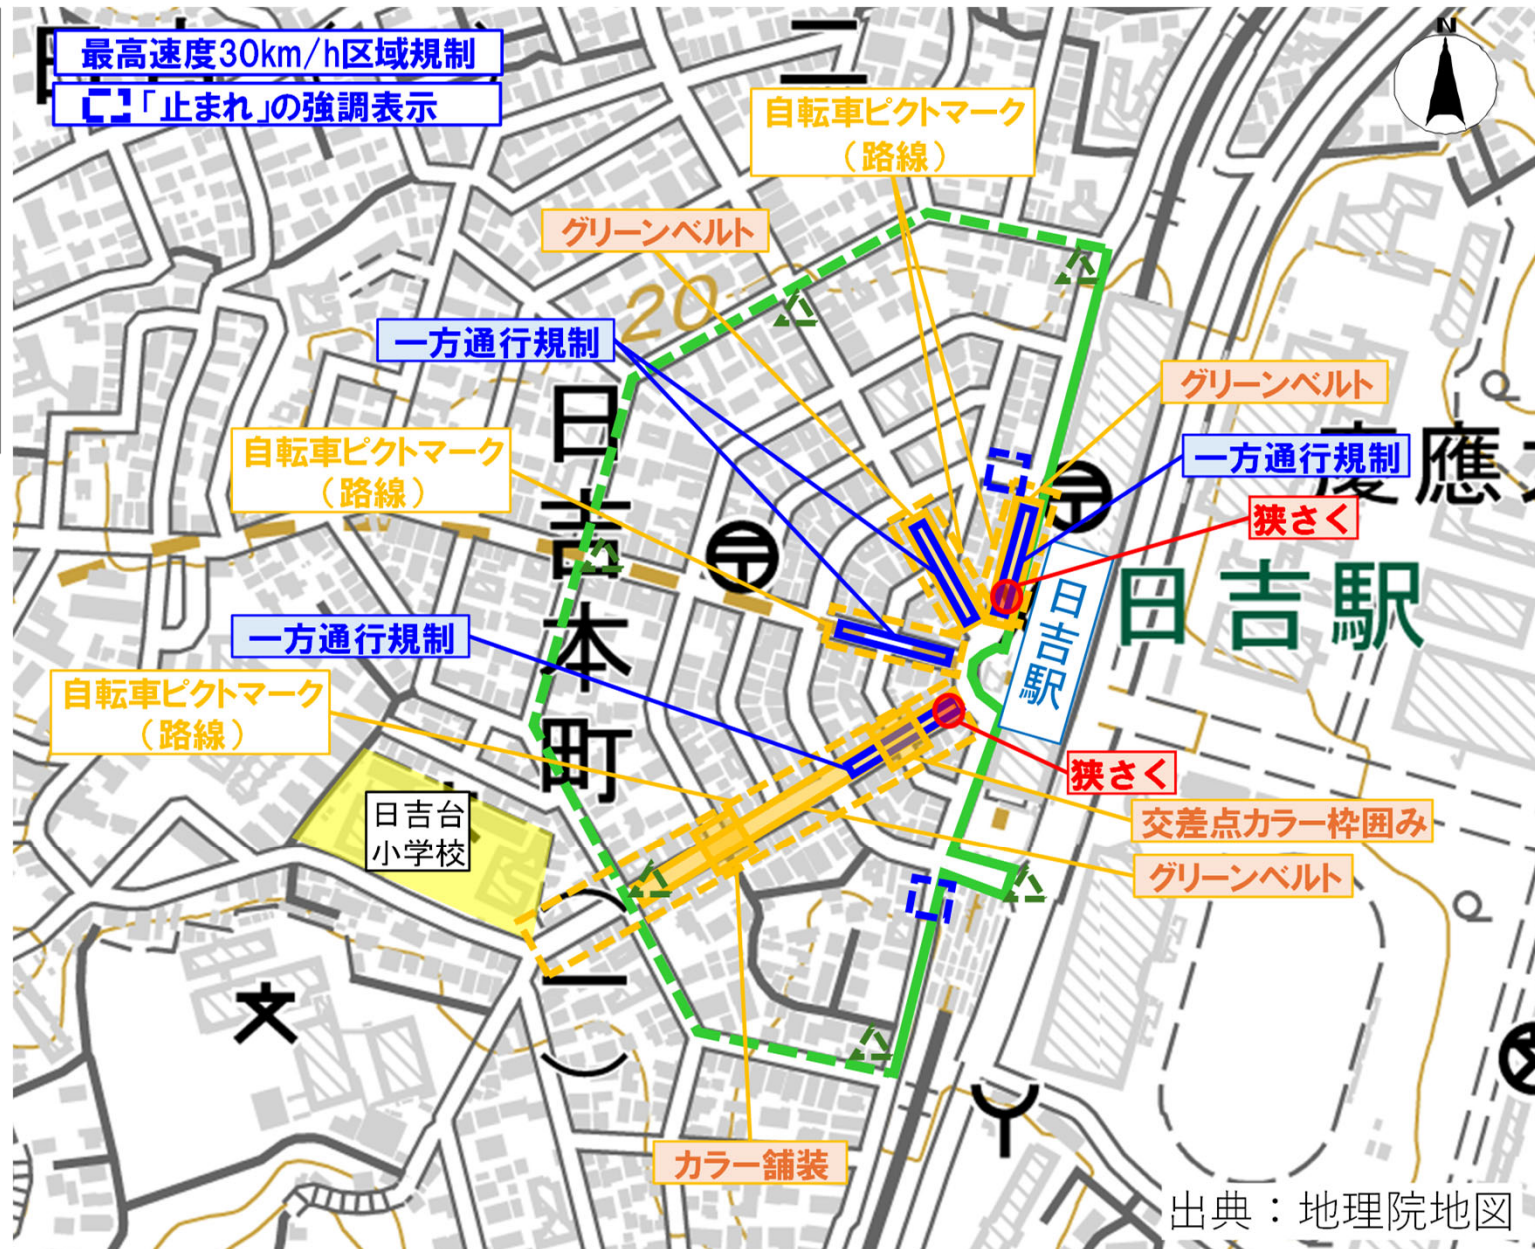 最高速度30km/h区域規制
「止まれ」の強調表示
N
二
自転車ピクトマーク
（路線）
グリーンベルト
20
一方通行規制
グリーンベルト
自転車ピクトマーク
（路線）
一方通行規制
慶應
狭さく
日吉本町（一）
日吉駅
日吉駅
一方通行規制
自転車ピクトマーク
（路線）
狭さく
日吉台
小学校
交差点カラー枠囲み
グリーンベルト
カラー舗装
出典：地理院地図